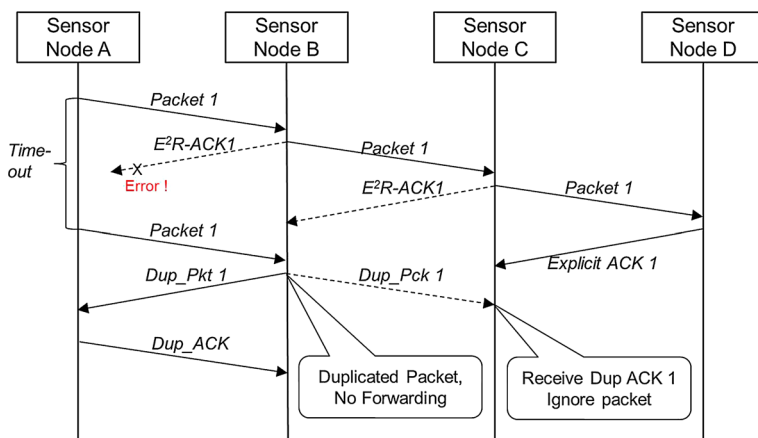 Sensor
Node A
Sensor
Node B
Sensor
Node C
Sensor
Node D
Packet 1
E²R-ACK1
Packet 1
Time-
out
X
Error !
E²R-ACK1
Packet 1
Packet 1
Explicit ACK 1
Dup_Pkt 1
Dup_Pck 1
Dup_ACK
Duplicated Packet,
No Forwarding
Receive Dup ACK 1
Ignore packet